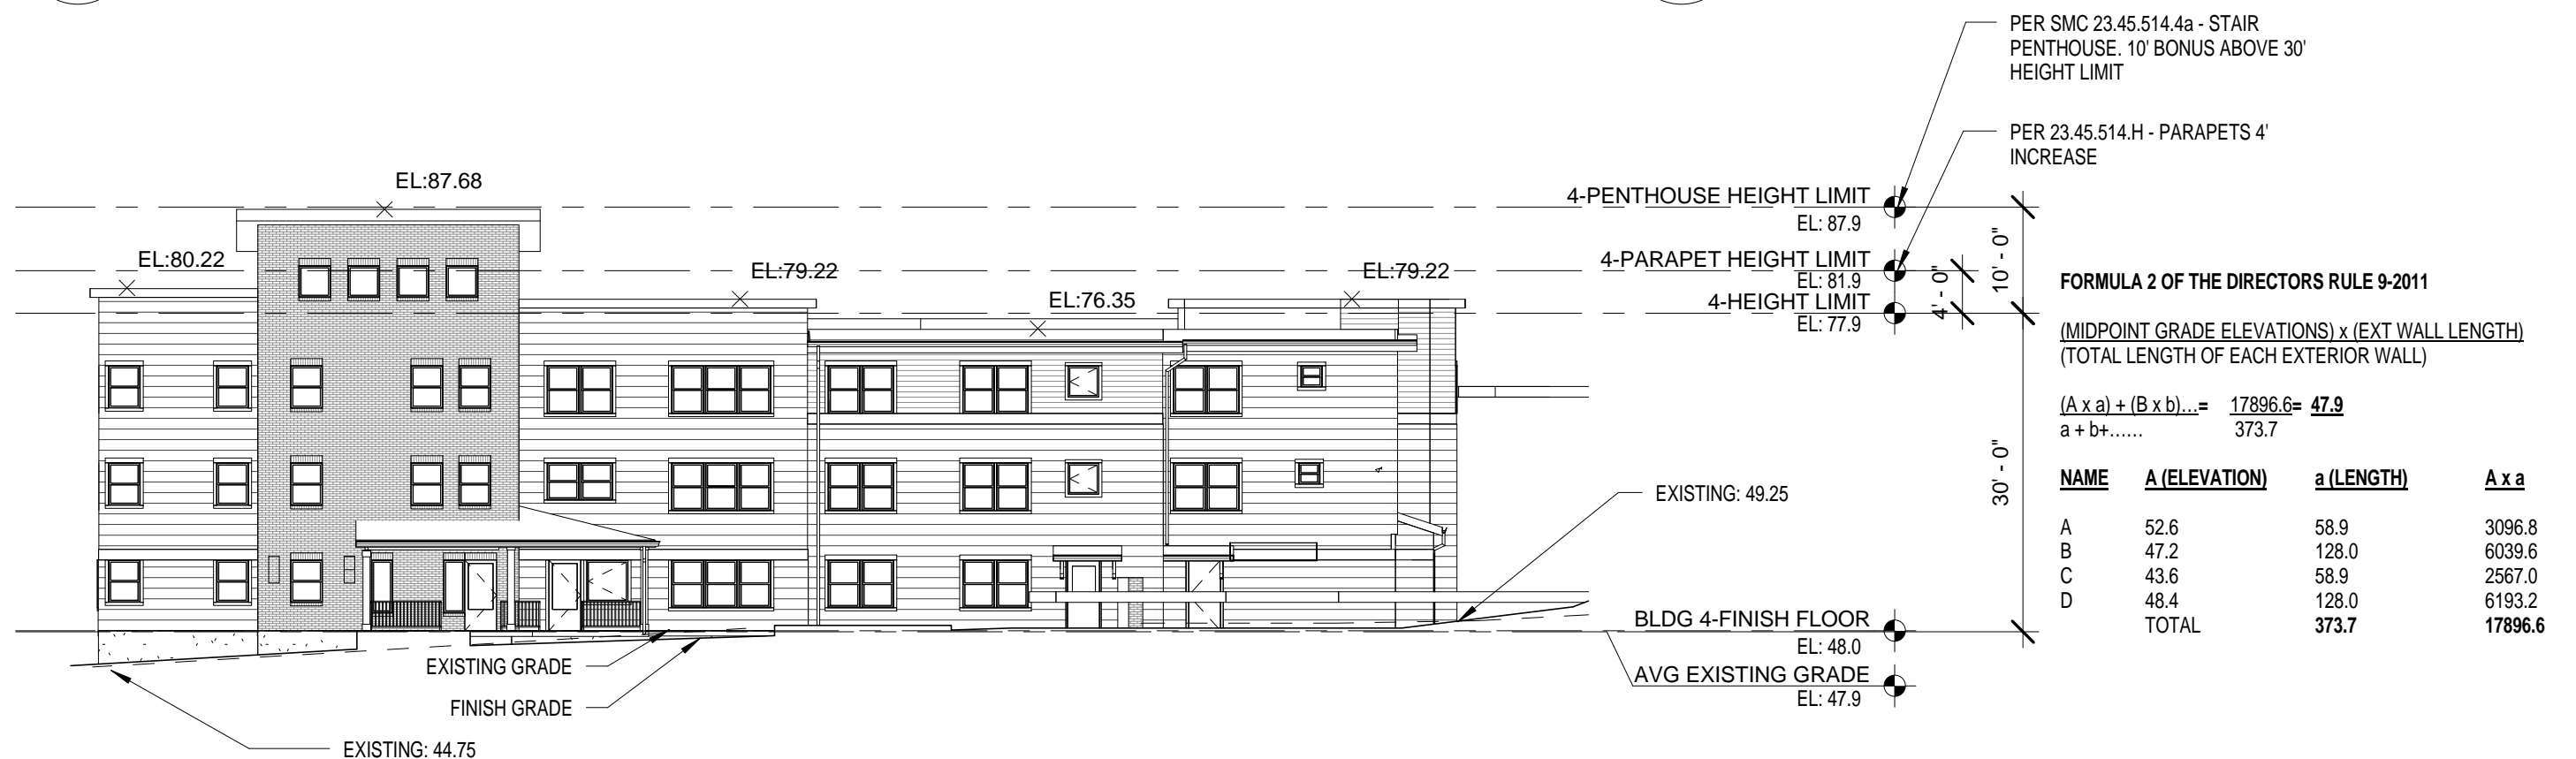 PER SMC 23.45.514.4a - STAIR
PENTHOUSE. 10' BONUS ABOVE 30'
HEIGHT LIMIT
PER 23.45.514.H - PARAPETS 4'
INCREASE
EL:87.68
4-PENTHOUSE HEIGHT LIMIT
EL: 87.9
EL:80.22
EL:79.22
EL:79.22
4-PARAPET HEIGHT LIMIT
EL: 81.9
EL:76.35
4-HEIGHT LIMIT
EL: 77.9
4' - 0"
10' - 0"
30' - 0"
EXISTING: 49.25
BLDG 4-FINISH FLOOR
EL: 48.0
AVG EXISTING GRADE
EL: 47.9
EXISTING GRADE
FINISH GRADE
EXISTING: 44.75
FORMULA 2 OF THE DIRECTORS RULE 9-2011
(MIDPOINT GRADE ELEVATIONS) x (EXT WALL LENGTH)
(TOTAL LENGTH OF EACH EXTERIOR WALL)
(A x a) + (B x b)...= 17896.6= 47.9
a + b+...... 373.7
NAME A (ELEVATION) a (LENGTH) A x a
A 52.6 58.9 3096.8
B 47.2 128.0 6039.6
C 43.6 58.9 2567.0
D 48.4 128.0 6193.2
TOTAL 373.7 17896.6